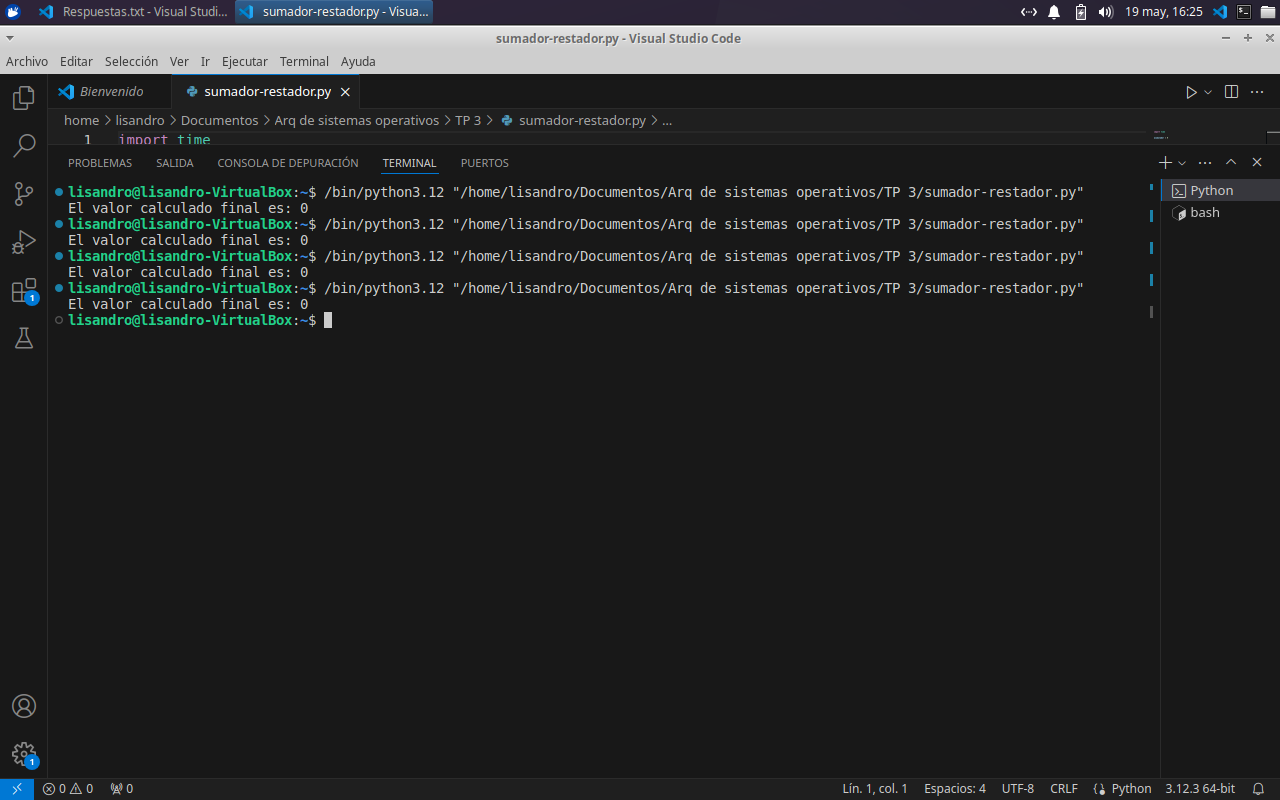 Respuestas.txt - Visual Studi...
sumador-restador.py - Visua...
19 may, 16:25
sumador-restador.py - Visual Studio Code
Archivo Editar Selección Ver Ir Ejecutar Terminal Ayuda
Bienvenido
sumador-restador.py
home > lisandro > Documentos > Arq de sistemas operativos > TP 3 > sumador-restador.py > ...
1 import time
PROBLEMAS SALIDA CONSOLA DE DEPURACIÓN TERMINAL PUERTOS
lisandro@lisandro-VirtualBox:~$ /bin/python3.12 "/home/lisandro/Documentos/Arq de sistemas operativos/TP 3/sumador-restador.py"
El valor calculado final es: 0
lisandro@lisandro-VirtualBox:~$ /bin/python3.12 "/home/lisandro/Documentos/Arq de sistemas operativos/TP 3/sumador-restador.py"
El valor calculado final es: 0
lisandro@lisandro-VirtualBox:~$ /bin/python3.12 "/home/lisandro/Documentos/Arq de sistemas operativos/TP 3/sumador-restador.py"
El valor calculado final es: 0
lisandro@lisandro-VirtualBox:~$ /bin/python3.12 "/home/lisandro/Documentos/Arq de sistemas operativos/TP 3/sumador-restador.py"
El valor calculado final es: 0
lisandro@lisandro-VirtualBox:~$
Python
bash
1
1
0 0 0
Lín. 1, col. 1 Espacios: 4 UTF-8 CRLF Python 3.12.3 64-bit